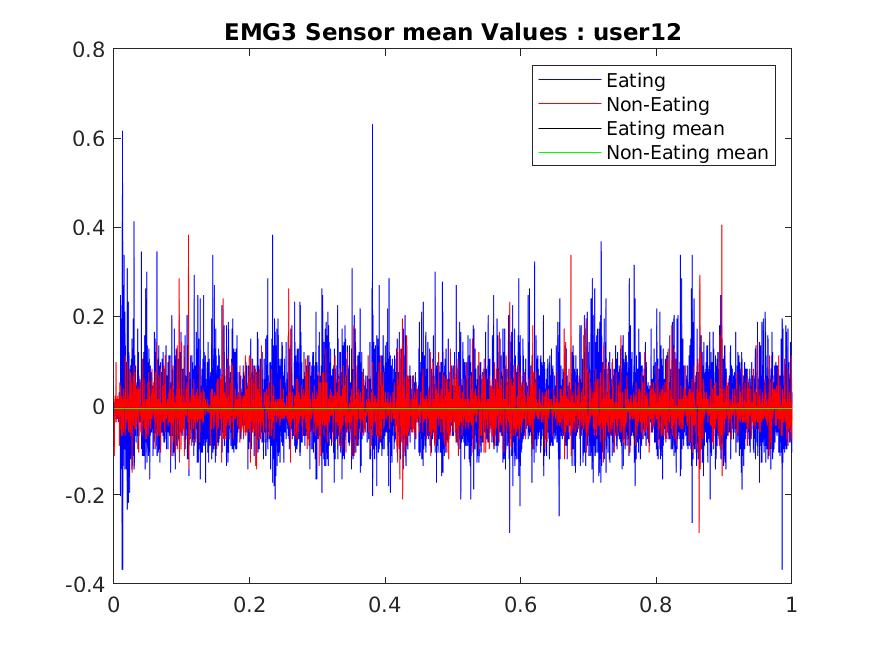 EMG3 Sensor mean Values : user12
0.8
Eating
Non-Eating
Eating mean
Non-Eating mean
0.6
0.4
0.2
0
-0.2
-0.4
0 0.2 0.4 0.6 0.8 1